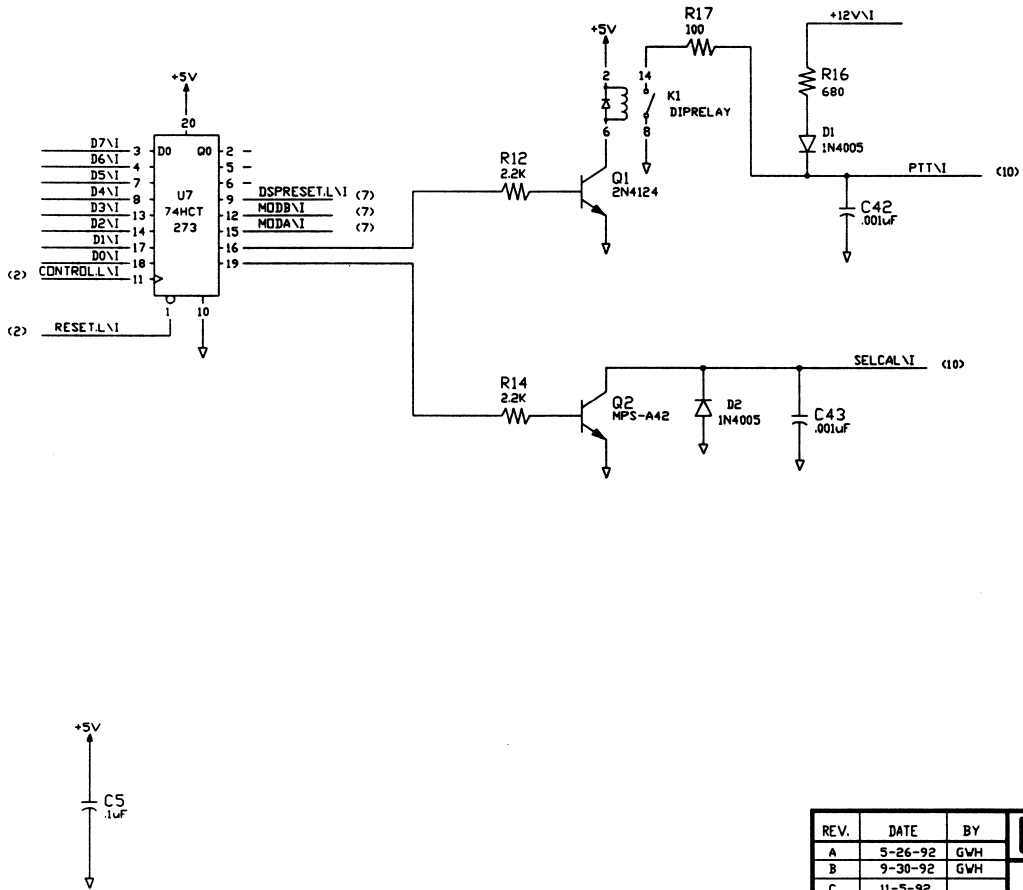 R17
100
+12V\I
+5V
R16
680
2
14
K1
DIPRELAY
6
8
D1
1N4005
PTT\I
(10)
C42
.001uF
+5V
20
D7\I
3
D0
Q0
2
D6\I
4
5
D5\I
7
6
D4\I
8
U7
9
DSPRESET.L\I
(7)
D3\I
13
74HCT
12
MODB\I
(7)
D2\I
14
273
15
MODA\I
(7)
D1\I
17
16
D0\I
18
19
(2)
CONTROL.L\I
11
1
10
(2)
RESET.L\I
R12
2.2K
Q1
2N4124
R14
2.2K
Q2
MPS-A42
SELCAL\I
(10)
D2
1N4005
C43
.001uF
+5V
C5
.1uF
REV. DATE BY
A 5-26-92 GWH
B 9-30-92 GWH
C 11-5-92